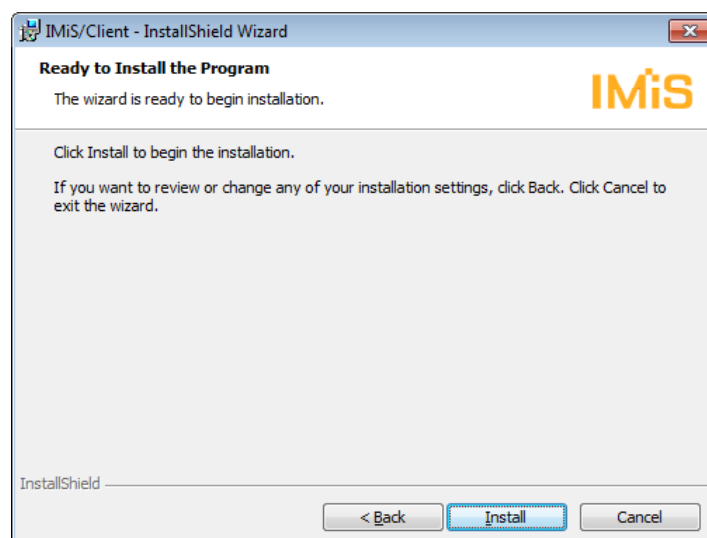 IMiS/Client - InstallShield Wizard
Ready to Install the Program
The wizard is ready to begin installation.
IMiS
Click Install to begin the installation.
If you want to review or change any of your installation settings, click Back. Click Cancel to
exit the wizard.
InstallShield
< Back
Install
Cancel